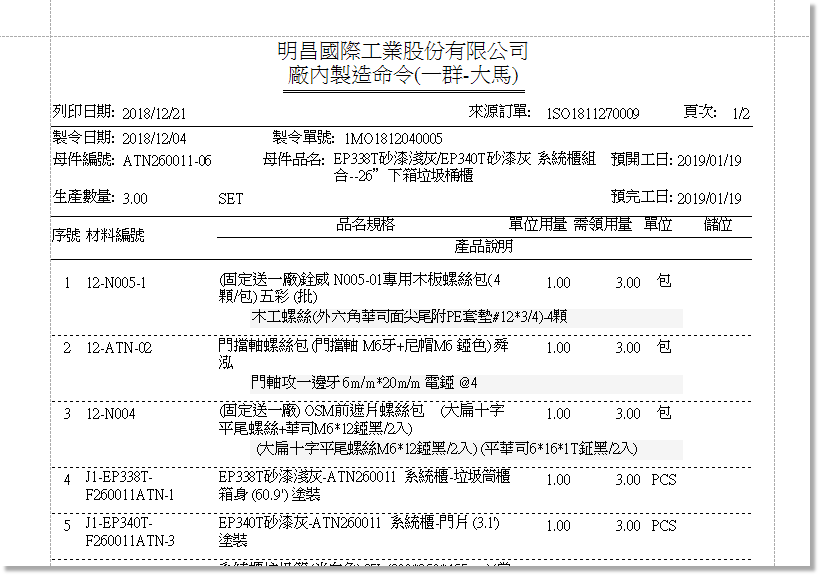 明昌國際工業股份有限公司
廠內製造命令(一群-大馬)
列印日期: 2018/12/21 來源訂單: 1SO1811270009 頁次: 1/2
製令日期: 2018/12/04 製令單號: 1MO1812040005
母件編號: ATN260011-06 母件品名: EP338T砂漆淺灰/EP340T砂漆灰 系統櫃組 預開工日: 2019/01/19
合--26”下箱垃圾桶櫃
生產數量: 3.00 SET 預完工日: 2019/01/19
序號 材料編號 品名規格 單位用量 需領用量 單位 儲位
產品說明
1 12-N005-1 (固定送一廠)銓威 N005-01專用木板螺絲包(4 1.00 3.00 包
顆/包) 五彩 (批)
木工螺絲(外六角華司面尖尾附PE套墊#12*3/4)-4顆
2 12-ATN-02 門擋軸螺絲包 (門擋軸 M6牙+尼帽M6 鐚色) 舜 1.00 3.00 包
泓
門軸攻一邊牙 6m/m*20m/m 電鐚 @4
3 12-N004 (固定送一廠) OSM前遮片螺絲包 (大扁十字 1.00 3.00 包
平尾螺絲+華司M6*12鐚黑/2入)
(大扁十字平尾螺絲M6*12鐚黑/2入) (平華司6*16*1T鉦黑/2入)
4 J1-EP338T- EP338T砂漆淺灰-ATN260011 系統櫃-垃圾筒櫃 1.00 3.00 PCS
F260011ATN-1 箱身 (60.9') 塗裝
5 J1-EP340T- EP340T砂漆灰-ATN260011 系統櫃-門片 (3.1') 1.00 3.00 PCS
F260011ATN-3 塗裝